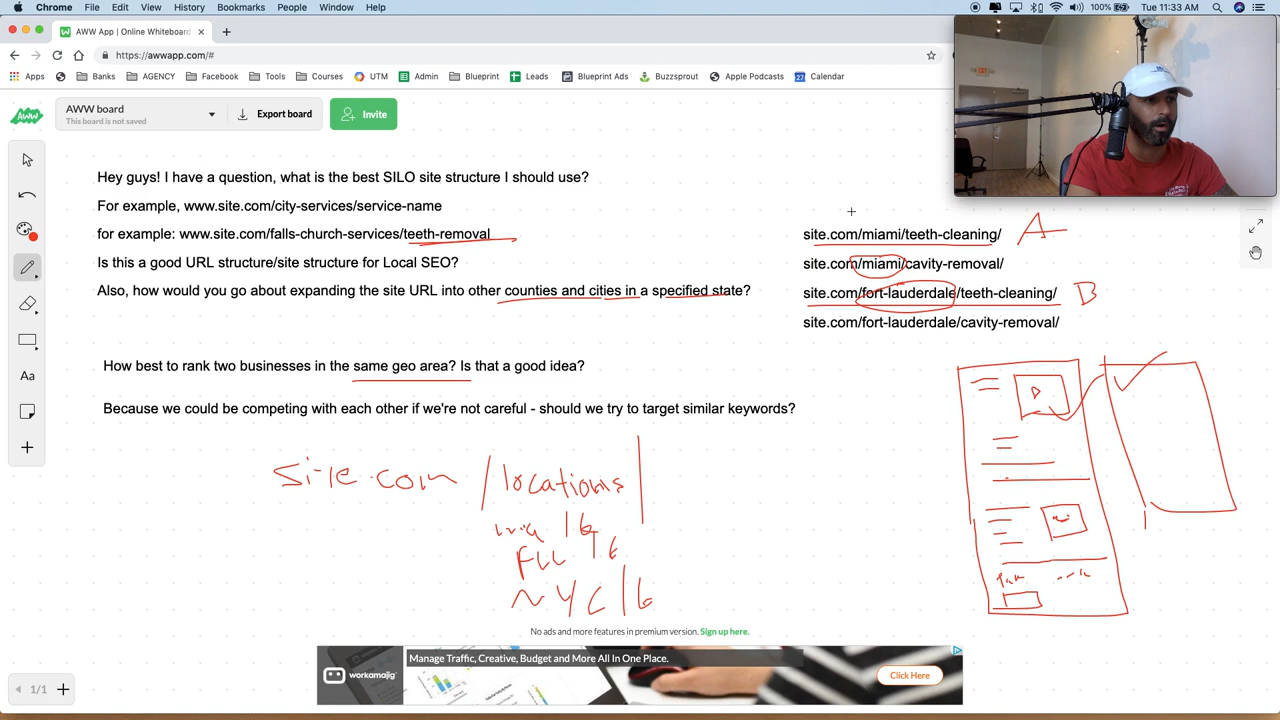 Chrome File Edit View History Bookmarks People Window Help
100% Tue 11:33 AM
AWW App | Online Whiteboard
https://awwapp.com/#
Apps Banks AGENCY Facebook Tools Courses UTM Admin Blueprint Leads Blueprint Ads Buzzsprout Apple Podcasts 27 Calendar
AWW
AWW board
This board is not saved
Export board
Invite
Hey guys! I have a question, what is the best SILO site structure I should use?
For example, www.site.com/city-services/service-name
for example: www.site.com/falls-church-services/teeth-removal
Is this a good URL structure/site structure for Local SEO?
Also, how would you go about expanding the site URL into other counties and cities in a specified state?
site.com/miami/teeth-cleaning/ A
site.com/miami/cavity-removal/
site.com/fort-lauderdale/teeth-cleaning/ B
site.com/fort-lauderdale/cavity-removal/
How best to rank two businesses in the same geo area? Is that a good idea?
Because we could be competing with each other if we're not careful - should we try to target similar keywords?
Aa
site.com / locations
FLL
NYC
No ads and more features in premium version. Sign up here.
Manage Traffic, Creative, Budget and More All In One Place.
workamajig
Click Here
1/1